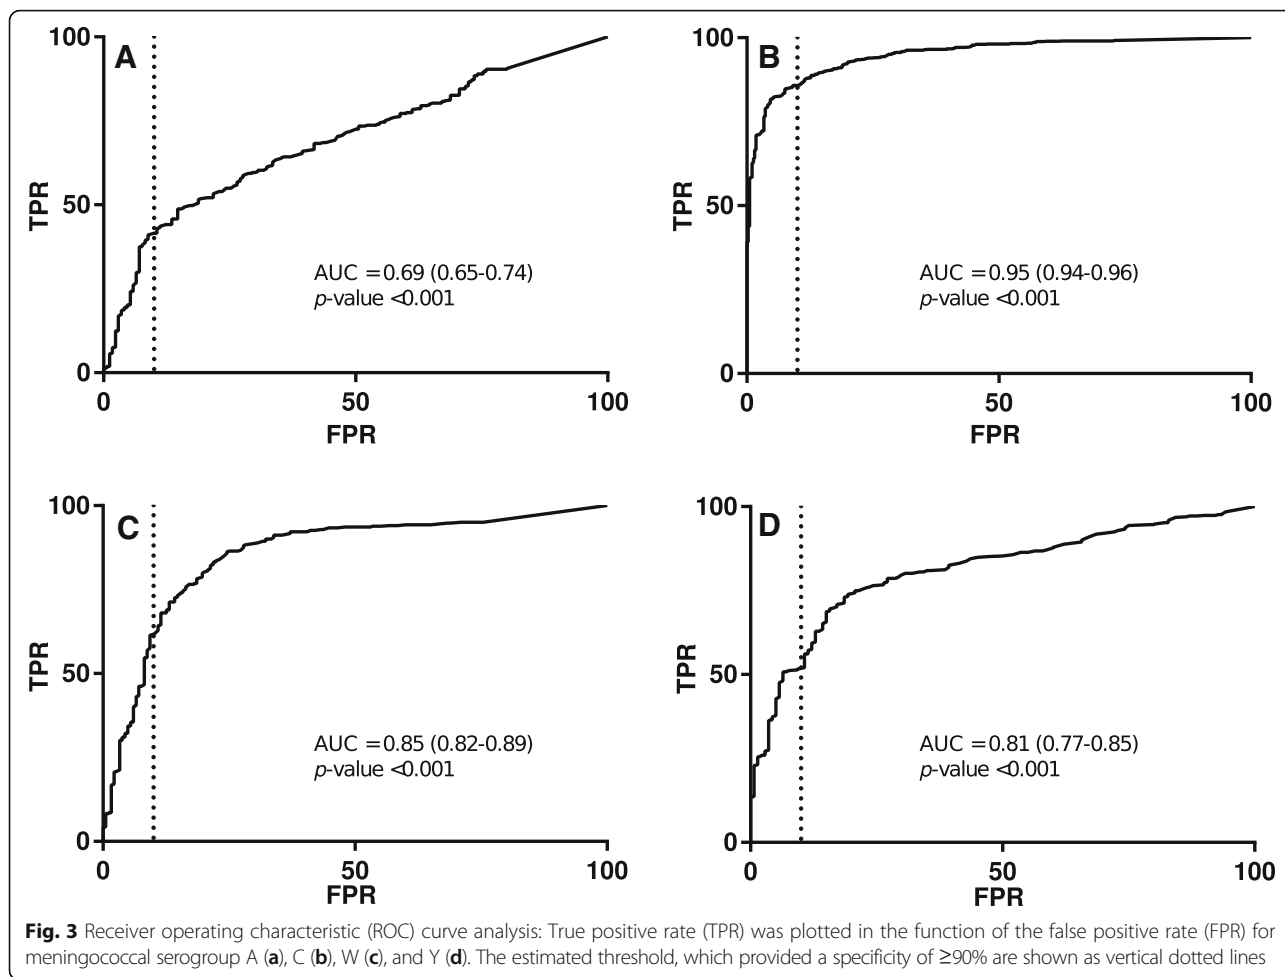 A
100
50
0
TPR
0
50
100
FPR
AUC = 0.69 (0.65-0.74)
p-value <0.001
B
100
50
0
TPR
0
50
100
FPR
AUC = 0.95 (0.94-0.96)
p-value <0.001
C
100
50
0
TPR
0
50
100
FPR
AUC = 0.85 (0.82-0.89)
p-value <0.001
D
100
50
0
TPR
0
50
100
FPR
AUC = 0.81 (0.77-0.85)
p-value <0.001
Fig. 3 Receiver operating characteristic (ROC) curve analysis: True positive rate (TPR) was plotted in the function of the false positive rate (FPR) for
meningococcal serogroup A (a), C (b), W (c), and Y (d). The estimated threshold, which provided a specificity of ≥90% are shown as vertical dotted lines